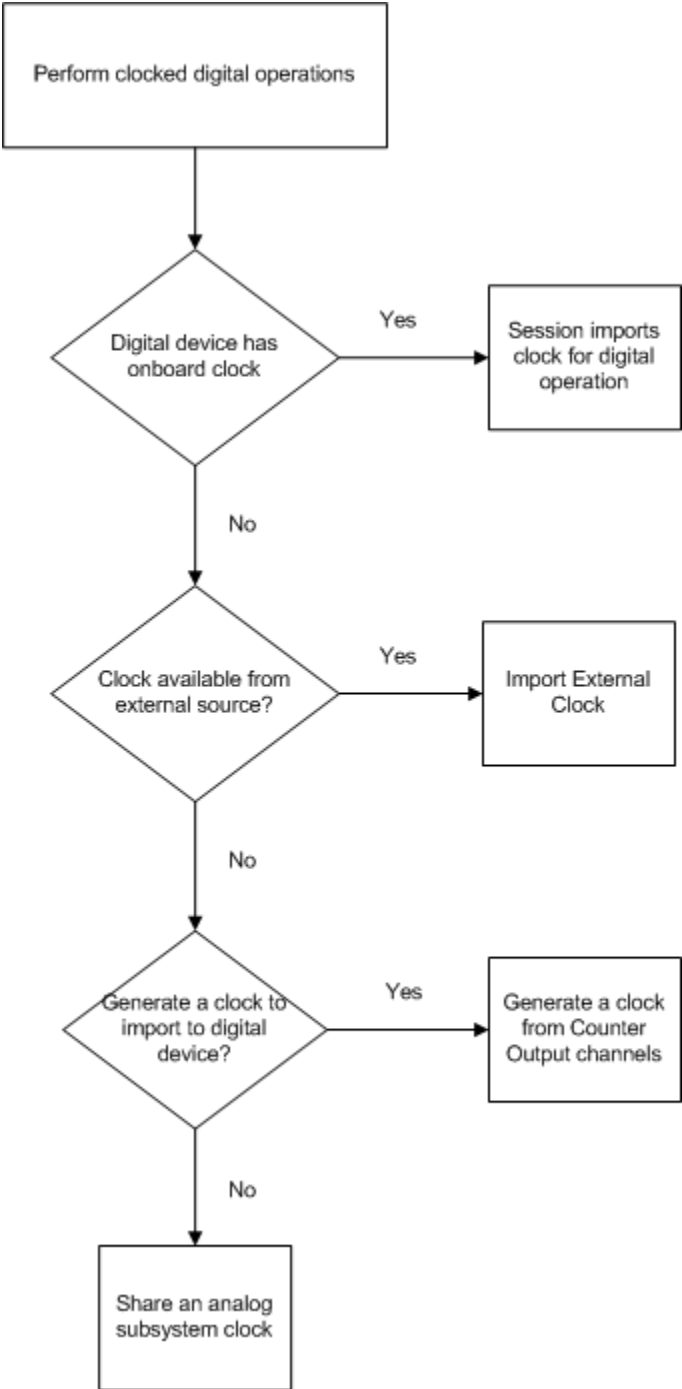 Perform clocked digital operations
Digital device has
onboard clock
Yes
Session imports
clock for digital
operation
No
Clock available from
external source?
Yes
Import External
Clock
No
Generate a clock to
import to digital
device?
Yes
Generate a clock
from Counter
Output channels
No
Share an analog
subsystem clock